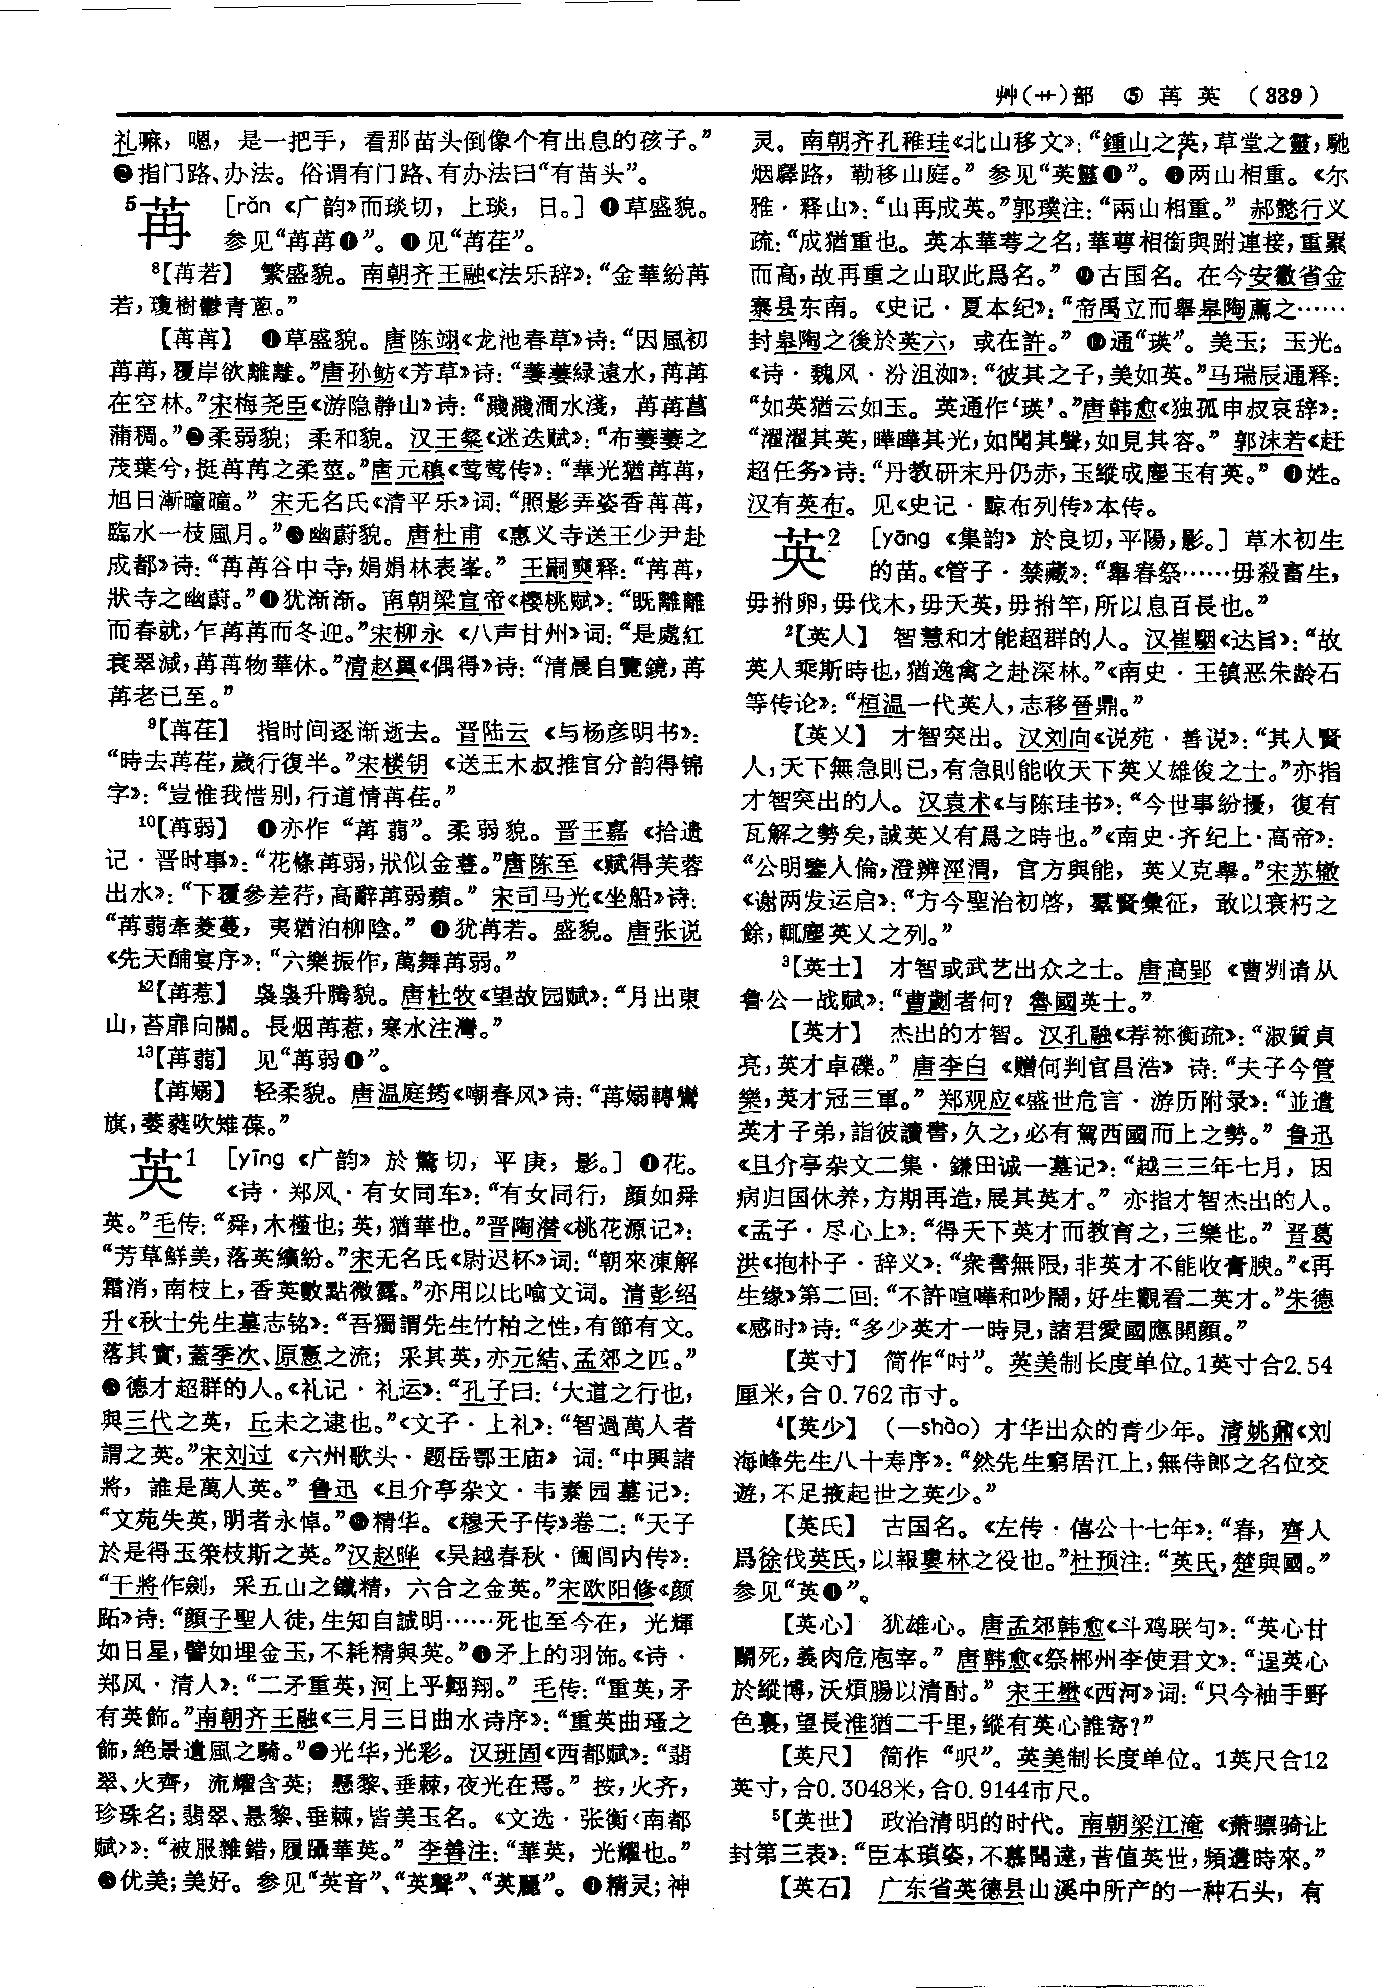 艸(艹)部 ⑤ 苒 英 (339)
礼嘛，嗯，是一把手，看那苗头倒像个有出息的孩子。”
❷指门路、办法。俗谓有门路、有办法曰“有苗头”。
5苒 [rǎn《广韵》而琰切，上琰，日。]❶草盛貌。
参见“苒苒❶”。❷见“苒荏”。
8【苒若】 繁盛貌。南朝齐王融《法乐辞》：“金華紛苒
若，瓊樹鬱青葱。”
【苒苒】 ❶草盛貌。唐陈翊《龙池春草》诗：“因風初
苒苒，覆岸欲離離。”唐孙鲂《芳草》诗：“萋萋緑遠水，苒苒
在空林。”宋梅尧臣《游隐静山》诗：“濺濺澗水淺，苒苒菖
蒲稠。”❷柔弱貌；柔和貌。汉王粲《迷迭赋》：“布萋萋之
茂葉兮，挺苒苒之柔莖。”唐元稹《莺莺传》：“華光猶苒苒，
旭日漸曈曈。”宋无名氏《清平乐》词：“照影弄姿香苒苒，
臨水一枝風月。”❸幽蔚貌。唐杜甫《惠义寺送王少尹赴
成都》诗：“苒苒谷中寺，娟娟林表峯。”王嗣奭释：“苒苒，
狀寺之幽蔚。”❹犹渐渐。南朝梁宣帝《樱桃赋》：“既離離
而春就，乍苒苒而冬迎。”宋柳永《八声甘州》词：“是處紅
衰翠減，苒苒物華休。”清赵翼《偶得》诗：“清晨自覽鏡，苒
苒老已至。”
9【苒荏】 指时间逐渐逝去。晋陆云《与杨彦明书》：
“時去苒荏，歲行復半。”宋楼钥《送王木叔推官分韵得锦
字》：“豈惟我惜别，行道情苒荏。”
10【苒弱】 ❶亦作“苒蒻”。柔弱貌。晋王嘉《拾遗
记·晋时事》：“花條苒弱，狀似金䔲。”唐陈至《赋得芙蓉
出水》：“下覆參差荇，高辭苒弱蘋。”宋司马光《坐船》诗：
“苒蒻牽菱蔓，夷猶泊柳陰。”❷犹苒若。盛貌。唐张说
《先天酺宴序》：“六樂振作，萬舞苒弱。”
12【苒惹】 袅袅升腾貌。唐杜牧《望故园赋》：“月出東
山，苔扉向關。長烟苒惹，寒水注灣。”
13【苒蒻】 见“苒弱❶”。
【苒嫋】 轻柔貌。唐温庭筠《嘲春风》诗：“苒嫋轉鸞
旗，萎蕤吹雉葆。”
英1 [yīng《广韵》於驚切，平庚，影。]❶花。
《诗·郑风·有女同车》：“有女同行，顏如舜
英。”毛传：“舜，木槿也；英，猶華也。”晋陶潜《桃花源记》：
“芳草鮮美，落英繽紛。”宋无名氏《尉迟杯》词：“朝來凍解
霜消，南枝上，香英數點微露。”亦用以比喻文词。清彭绍
升《秋士先生墓志铭》：“吾獨謂先生竹柏之性，有節有文。
落其實，蓋季次、原憲之流；采其英，亦元結、孟郊之匹。”
❷德才超群的人。《礼记·礼运》：“孔子曰：‘大道之行也，
與三代之英，丘未之逮也。”《文子·上礼》：“智過萬人者
謂之英。”宋刘过《六州歌头·题岳鄂王庙》词：“中興諸
將，誰是萬人英。”鲁迅《且介亭杂文·韦素园墓记》：
“文苑失英，明者永悼。”❸精华。《穆天子传》卷二：“天子
於是得玉筞枝斯之英。”汉赵晔《吴越春秋·阖闾内传》：
“干將作劍，采五山之鐵精，六合之金英。”宋欧阳修《颜
跖》诗：“顏子聖人徒，生知自誠明……死也至今在，光輝
如日星，譬如埋金玉，不耗精與英。”❹矛上的羽饰。《诗·
郑风·清人》：“二矛重英，河上乎翺翔。”毛传：“重英，矛
有英飾。”南朝齐王融《三月三日曲水诗序》：“重英曲瑵之
飾，絶景遺風之騎。”❺光华，光彩。汉班固《西都赋》：“翡
翠、火齊，流耀含英；懸黎、垂棘，夜光在焉。”按，火齐，
珍珠名；翡翠、悬黎、垂棘，皆美玉名。《文选·张衡〈南都
赋〉》：“被服雜錯，履躡華英。”李善注：“華英，光耀也。”
❻优美；美好。参见“英音”、“英聲”、“英麗”。❼精灵；神
灵。南朝齐孔稚珪《北山移文》：“鍾山之英，草堂之靈，馳
烟驛路，勒移山庭。”参见“英靈❶”。❽两山相重。《尔
雅·释山》：“山再成英。”郭璞注：“兩山相重。”郝懿行义
疏：“成猶重也。英本華萼之名，華萼相銜與跗連接，重累
而高，故再重之山取此爲名。”❾古国名。在今安徽省金
寨县东南。《史记·夏本纪》：“帝禹立而舉皋陶薦之……
封皋陶之後於英六，或在許。”❿通“瑛”。美玉；玉光。
《诗·魏风·汾沮洳》：“彼其之子，美如英。”马瑞辰通释：
“如英猶云如玉。英通作‘瑛’。”唐韩愈《独孤申叔哀辞》：
“濯濯其英，曄曄其光，如聞其聲，如見其容。”郭沫若《赶
超任务》诗：“丹教研末丹仍赤，玉縱成塵玉有英。”⓫姓。
汉有英布。见《史记·黥布列传》本传。
英2 [yāng《集韵》於良切，平陽，影。]草木初生
的苗。《管子·禁藏》：“舉春祭……毋殺畜生，
毋拊卵，毋伐木，毋夭英，毋拊竿，所以息百長也。”
2【英人】 智慧和才能超群的人。汉崔駰《达旨》：“故
英人乘斯時也，猶逸禽之赴深林。”《南史·王镇恶朱龄石
等传论》：“桓温一代英人，志移晉鼎。”
【英乂】 才智突出。汉刘向《说苑·善说》：“其人賢
人，天下無急則已，有急則能收天下英乂雄俊之士。”亦指
才智突出的人。汉袁术《与陈珪书》：“今世事紛擾，復有
瓦解之勢矣，誠英乂有爲之時也。”《南史·齐纪上·高帝》：
“公明鑒人倫，澄辨涇渭，官方與能，英乂克舉。”宋苏辙
《谢两发运启》：“方今聖治初啓，羣賢彙征，敢以衰朽之
餘，輒塵英乂之列。”
3【英士】 才智或武艺出众之士。唐高郢《曹刿请从
鲁公一战赋》：“曹劌者何？魯國英士。”
【英才】 杰出的才智。汉孔融《荐祢衡疏》：“淑質貞
亮，英才卓礫。”唐李白《赠何判官昌浩》诗：“夫子今管
樂，英才冠三軍。”郑观应《盛世危言·游历附录》：“並遣
英才子弟，詣彼讀書，久之，必有駕西國而上之勢。”鲁迅
《且介亭杂文二集·鎌田诚一墓记》：“越三三年七月，因
病归国休养，方期再造，展其英才。”亦指才智杰出的人。
《孟子·尽心上》：“得天下英才而教育之，三樂也。”晋葛
洪《抱朴子·辞义》：“衆書無限，非英才不能收膏腴。”《再
生缘》第二回：“不許喧嘩和吵鬧，好生觀看二英才。”朱德
《感时》诗：“多少英才一時見，諸君愛國應開顔。”
【英寸】 简作“吋”。英美制长度单位。1英寸合2.54
厘米，合0.762市寸。
4【英少】 （—shào）才华出众的青少年。清姚鼐《刘
海峰先生八十寿序》：“然先生窮居江上，無侍郎之名位交
遊，不足掖起世之英少。”
【英氏】 古国名。《左传·僖公十七年》：“春，齊人
爲徐伐英氏，以報婁林之役也。”杜预注：“英氏，楚與國。”
参见“英❾”。
【英心】 犹雄心。唐孟郊韩愈《斗鸡联句》：“英心甘
鬭死，義肉危庖宰。”唐韩愈《祭郴州李使君文》：“逞英心
於縱博，沃煩腸以清酎。”宋王埜《西河》词：“只今袖手野
色裏，望長淮猶二千里，縱有英心誰寄？”
【英尺】 简作“呎”。英美制长度单位。1英尺合12
英寸，合0.3048米，合0.9144市尺。
5【英世】 政治清明的时代。南朝梁江淹《萧骠骑让
封第三表》：“臣本瑣姿，不慕聞達，昔值英世，頻遘時來。”
【英石】 广东省英德县山溪中所产的一种石头，有